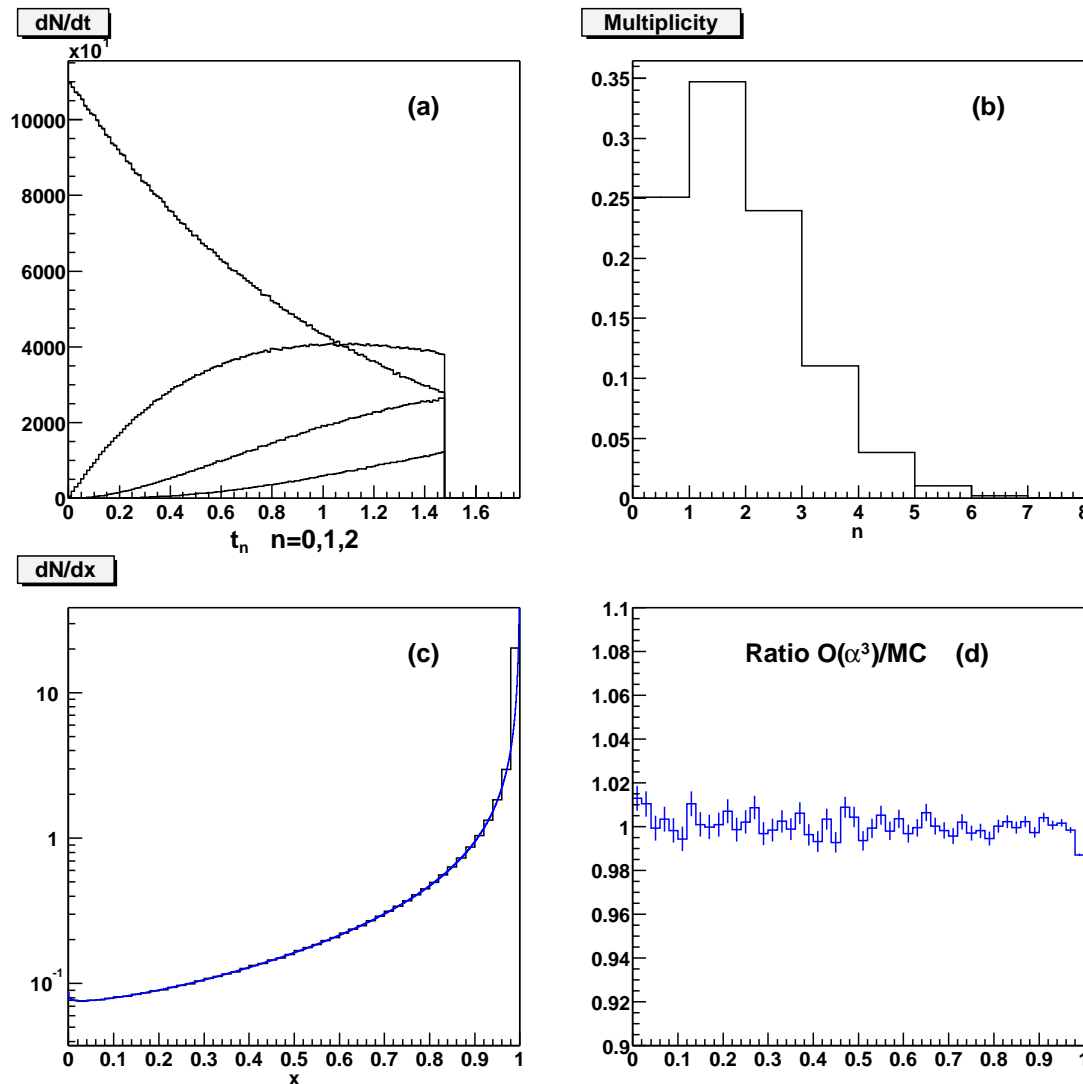 dN/dt
x10¹
(a)
10000
8000
6000
4000
2000
0
0 0.2 0.4 0.6 0.8 1 1.2 1.4 1.6
tₙ n=0,1,2
Multiplicity
(b)
0.35
0.3
0.25
0.2
0.15
0.1
0.05
0
0 1 2 3 4 5 6 7 8
n
dN/dx
(c)
10
1
10⁻¹
0 0.1 0.2 0.3 0.4 0.5 0.6 0.7 0.8 0.9 1
x
Ratio O(α³)/MC (d)
1.1
1.08
1.06
1.04
1.02
1
0.98
0.96
0.94
0.92
0.9
0 0.1 0.2 0.3 0.4 0.5 0.6 0.7 0.8 0.9 1